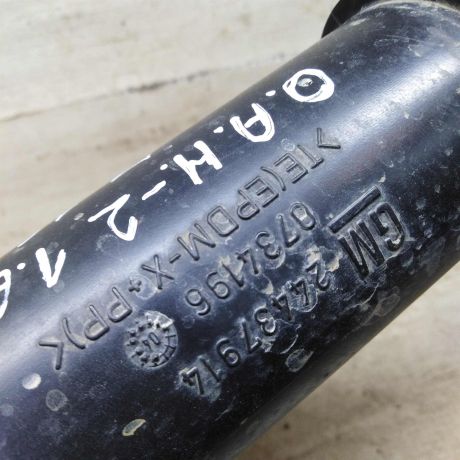 O.A.H-2 1.6
>TE(EPDM-X+PP)<
0734196
GM 24437914